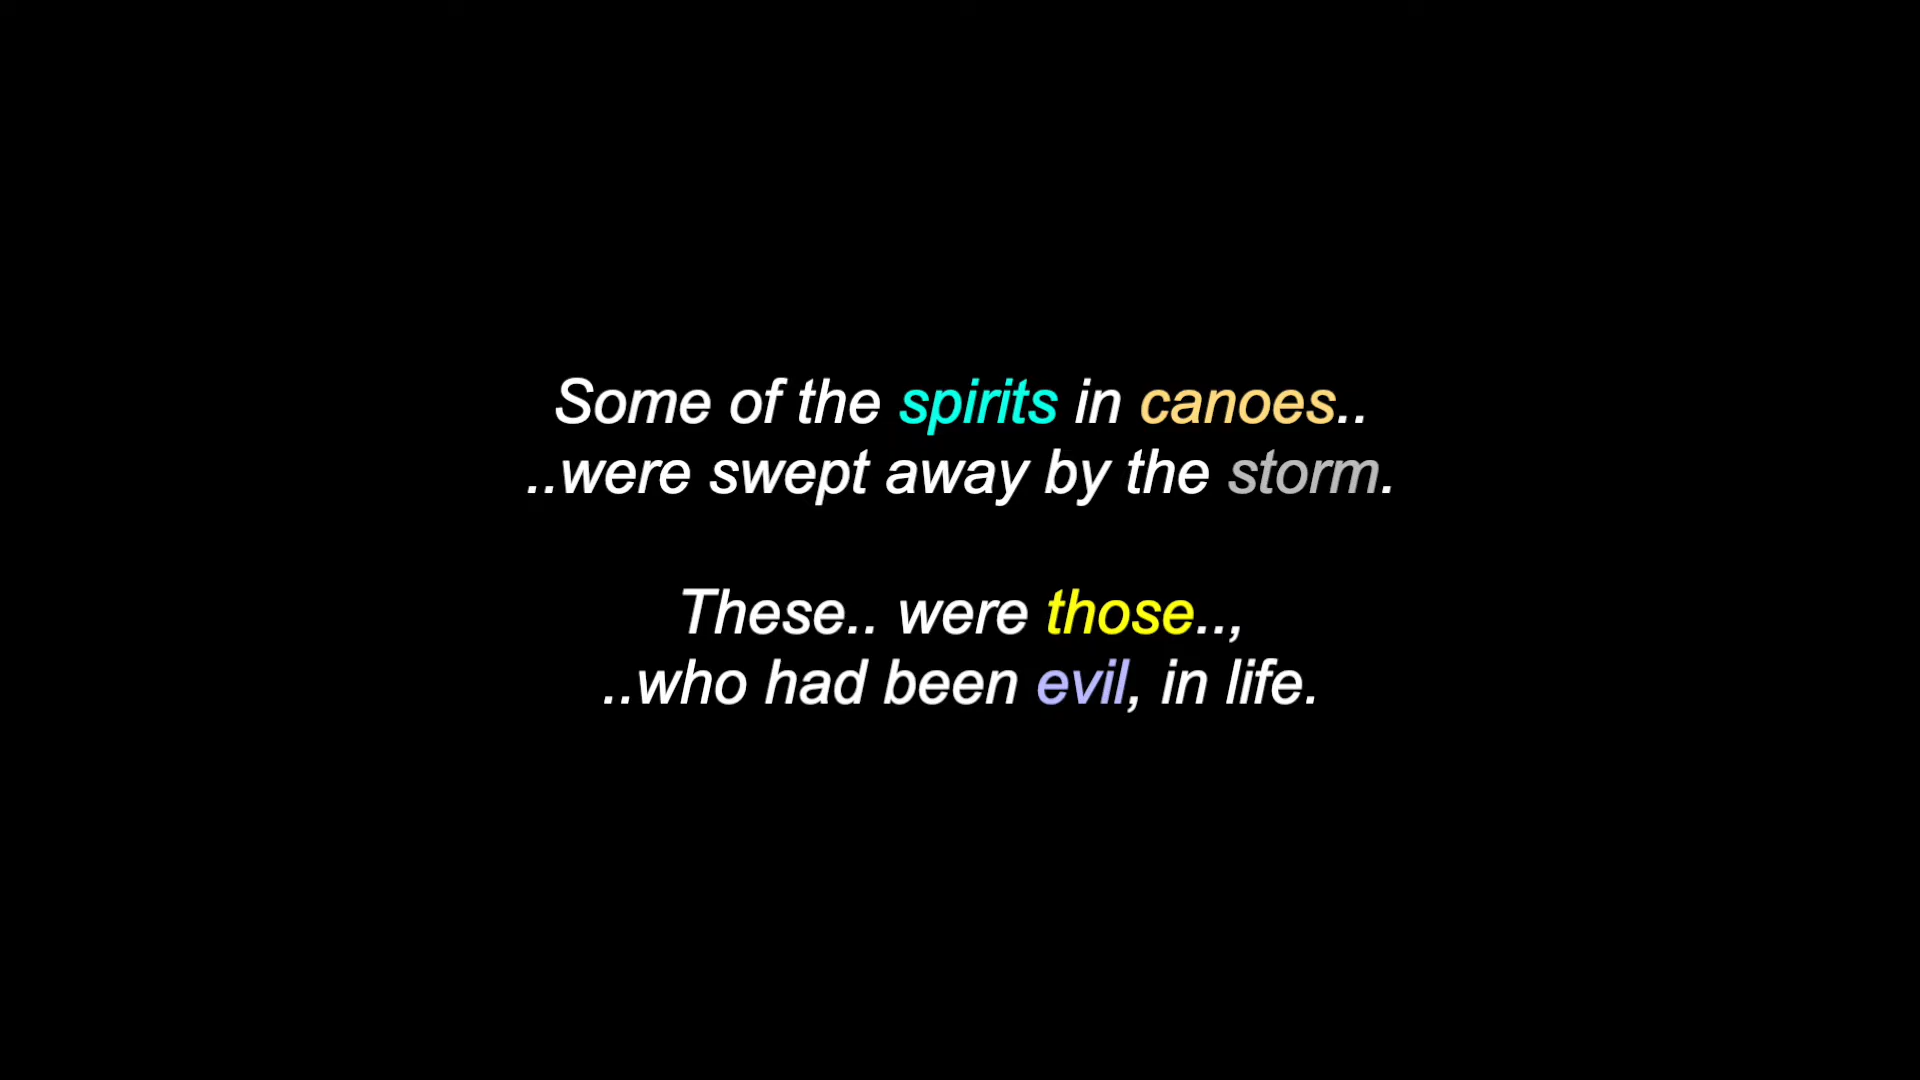 Some of the spirits in canoes..
..were swept away by the storm.
These.. were those..,
..who had been evil, in life.